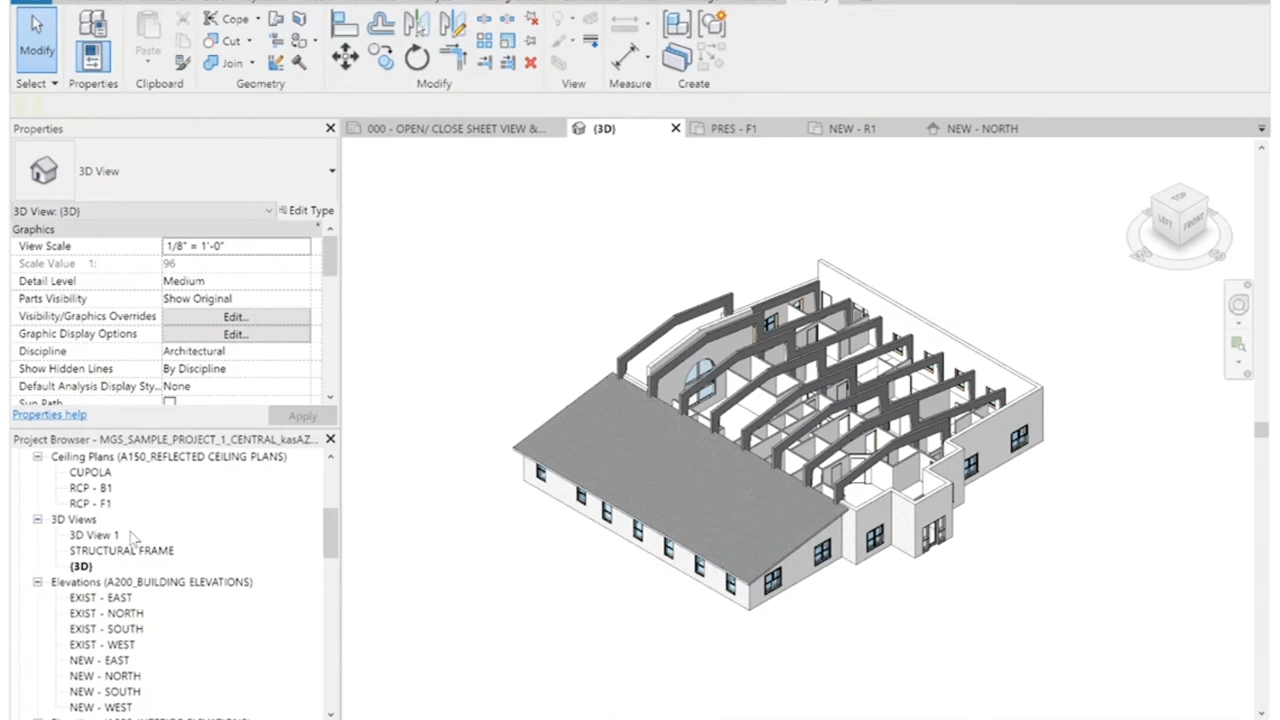 Modify
Select
Properties
Paste
Clipboard
Cope
Cut
Join
Geometry
Modify
View
Measure
Create
Properties
000 - OPEN/ CLOSE SHEET VIEW &...
{3D}
PRES - F1
NEW - R1
NEW - NORTH
3D View
3D View: {3D}
Edit Type
Graphics
View Scale 1/8" = 1'-0"
Scale Value 1: 96
Detail Level Medium
Parts Visibility Show Original
Visibility/Graphics Overrides Edit...
Graphic Display Options Edit...
Discipline Architectural
Show Hidden Lines By Discipline
Default Analysis Display Sty... None
Sun Path
Properties help
Apply
Project Browser - MGS_SAMPLE_PROJECT_1_CENTRAL_kasAZ...
Ceiling Plans (A150_REFLECTED CEILING PLANS)
CUPOLA
RCP - B1
RCP - F1
3D Views
3D View 1
STRUCTURAL FRAME
{3D}
Elevations (A200_BUILDING ELEVATIONS)
EXIST - EAST
EXIST - NORTH
EXIST - SOUTH
EXIST - WEST
NEW - EAST
NEW - NORTH
NEW - SOUTH
NEW - WEST
TOP
LEFT
FRONT